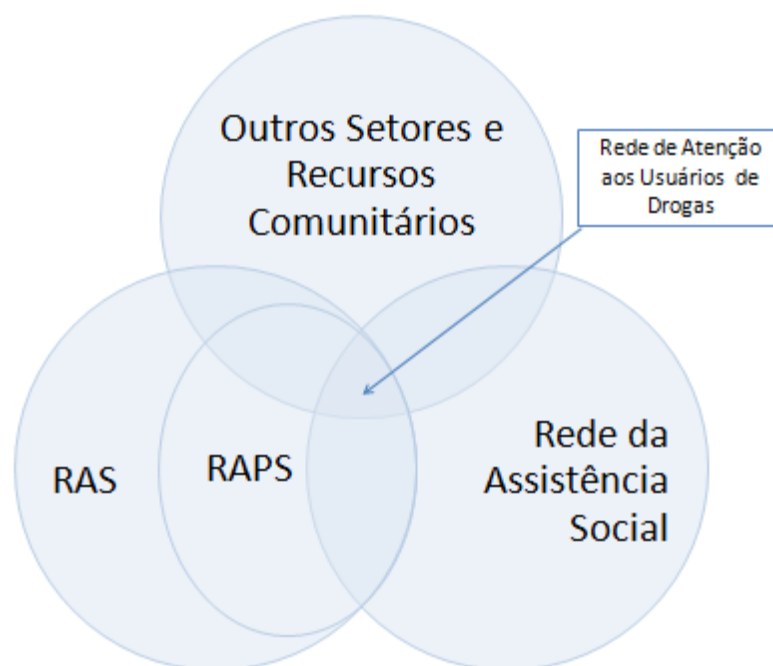 Outros Setores e
Recursos
Comunitários
Rede de Atenção
aos Usuários de
Drogas
RAS
RAPS
Rede da
Assistência
Social